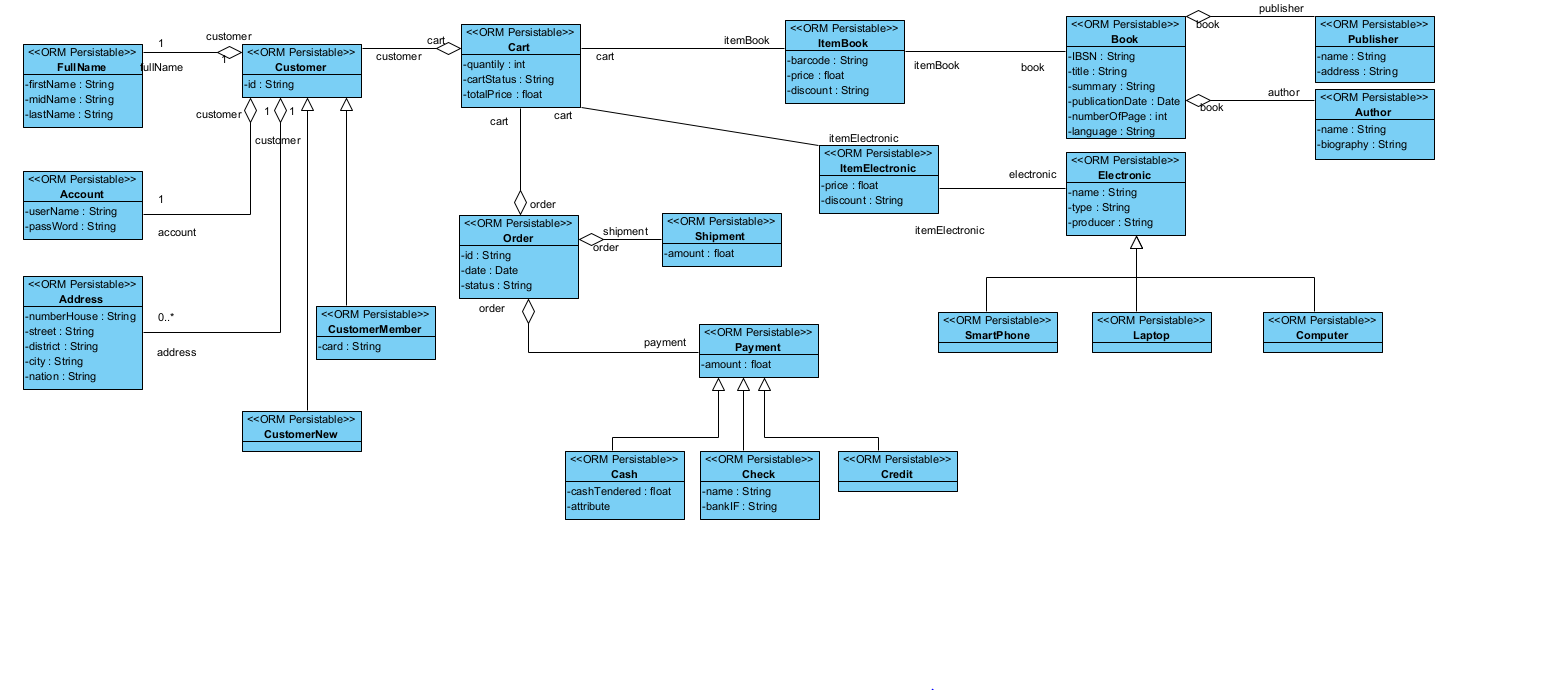 <<ORM Persistable>>
FullName
-firstName : String
-midName : String
-lastName : String
1
fullName
customer
1
<<ORM Persistable>>
Customer
-id : String
customer
1
1
customer
customer
cart
<<ORM Persistable>>
Cart
-quantily : int
-cartStatus : String
-totalPrice : float
cart
itemBook
<<ORM Persistable>>
ItemBook
-barcode : String
-price : float
-discount : String
itemBook
book
<<ORM Persistable>>
Book
-IBSN : String
-title : String
-summary : String
-publicationDate : Date
-numberOfPage : int
-language : String
book
publisher
<<ORM Persistable>>
Publisher
-name : String
-address : String
book
author
<<ORM Persistable>>
Author
-name : String
-biography : String
cart
cart
itemElectronic
<<ORM Persistable>>
ItemElectronic
-price : float
-discount : String
itemElectronic
electronic
<<ORM Persistable>>
Electronic
-name : String
-type : String
-producer : String
<<ORM Persistable>>
Account
-userName : String
-passWord : String
1
account
order
<<ORM Persistable>>
Order
-id : String
-date : Date
-status : String
shipment
order
<<ORM Persistable>>
Shipment
-amount : float
<<ORM Persistable>>
Address
-numberHouse : String
-street : String
-district : String
-city : String
-nation : String
0..*
address
<<ORM Persistable>>
CustomerMember
-card : String
order
payment
<<ORM Persistable>>
Payment
-amount : float
<<ORM Persistable>>
SmartPhone
<<ORM Persistable>>
Laptop
<<ORM Persistable>>
Computer
<<ORM Persistable>>
CustomerNew
<<ORM Persistable>>
Cash
-cashTendered : float
-attribute
<<ORM Persistable>>
Check
-name : String
-bankIF : String
<<ORM Persistable>>
Credit